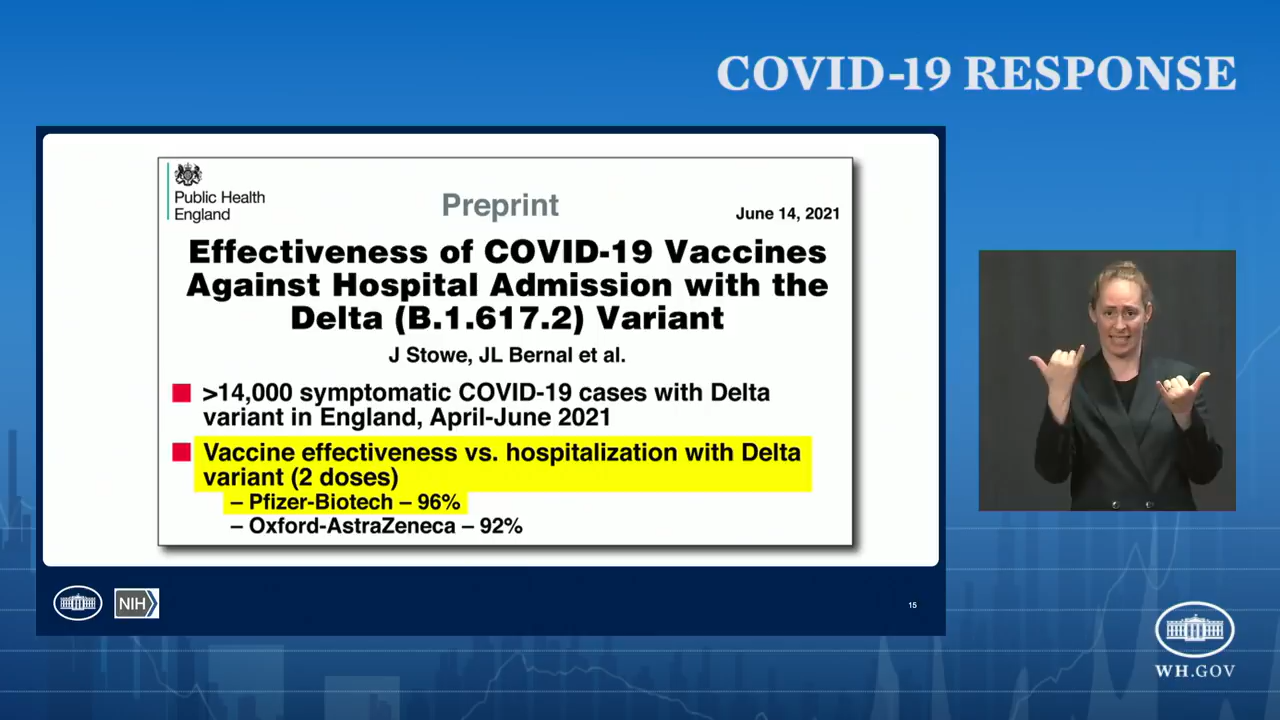 COVID-19 RESPONSE
Public Health
England
Preprint
June 14, 2021
Effectiveness of COVID-19 Vaccines
Against Hospital Admission with the
Delta (B.1.617.2) Variant
J Stowe, JL Bernal et al.
>14,000 symptomatic COVID-19 cases with Delta
variant in England, April-June 2021
Vaccine effectiveness vs. hospitalization with Delta
variant (2 doses)
– Pfizer-Biotech – 96%
– Oxford-AstraZeneca – 92%
NIH
15
WH.GOV